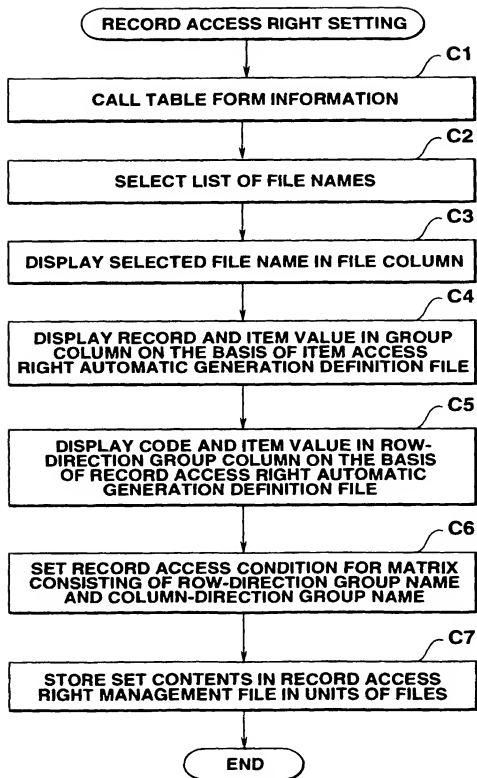 RECORD ACCESS RIGHT SETTING
C1
CALL TABLE FORM INFORMATION
C2
SELECT LIST OF FILE NAMES
C3
DISPLAY SELECTED FILE NAME IN FILE COLUMN
C4
DISPLAY RECORD AND ITEM VALUE IN GROUP
COLUMN ON THE BASIS OF ITEM ACCESS
RIGHT AUTOMATIC GENERATION DEFINITION FILE
C5
DISPLAY CODE AND ITEM VALUE IN ROW-
DIRECTION GROUP COLUMN ON THE BASIS
OF RECORD ACCESS RIGHT AUTOMATIC
GENERATION DEFINITION FILE
C6
SET RECORD ACCESS CONDITION FOR MATRIX
CONSISTING OF ROW-DIRECTION GROUP NAME
AND COLUMN-DIRECTION GROUP NAME
C7
STORE SET CONTENTS IN RECORD ACCESS
RIGHT MANAGEMENT FILE IN UNITS OF FILES
END